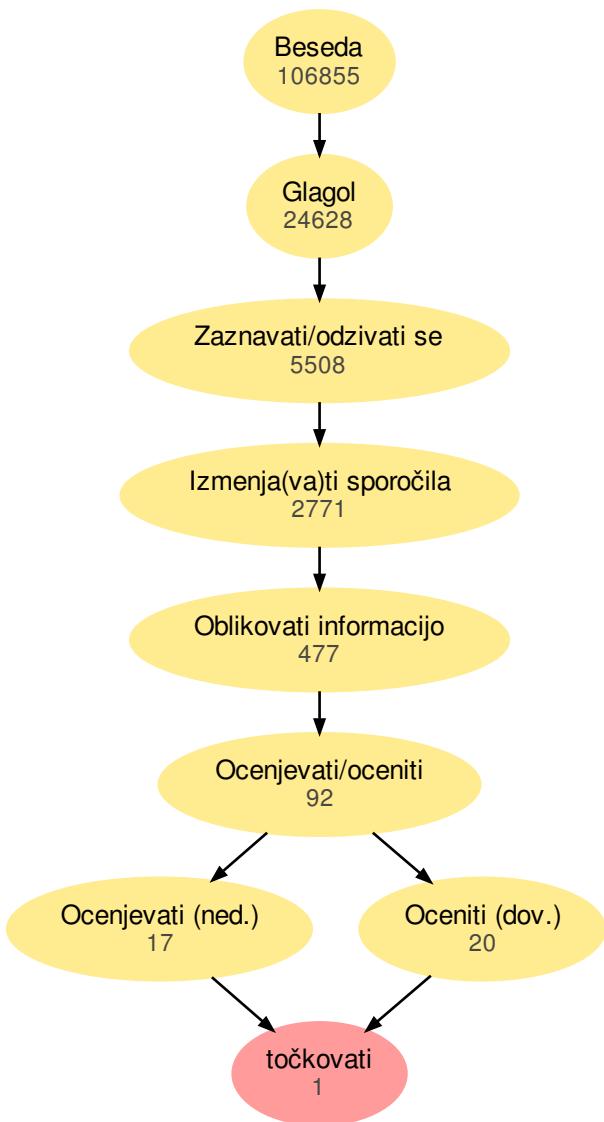 Beseda
106855
Glagol
24628
Zaznavati/odzivati se
5508
Izmenja(va)ti sporočila
2771
Oblikovati informacijo
477
Ocenjevati/oceniti
92
Ocenjevati (ned.)
17
Oceniti (dov.)
20
točkovati
1